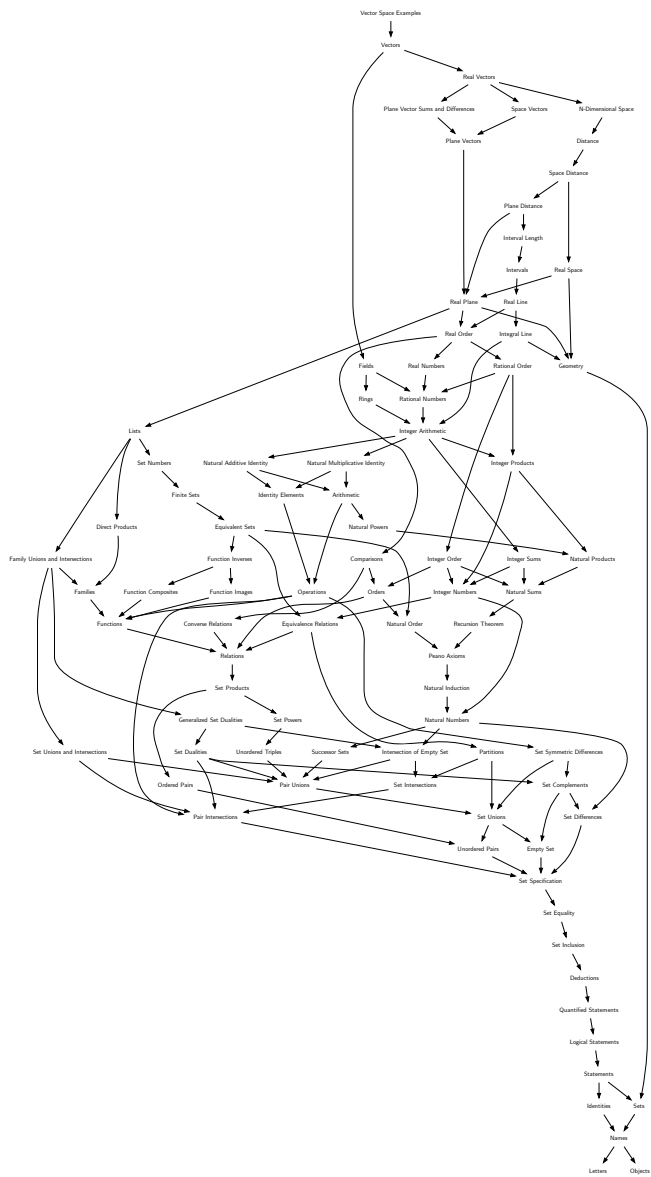 Vector Space Examples
Vectors
Real Vectors
Plane Vector Sums and Differences
Space Vectors
N-Dimensional Space
Plane Vectors
Distance
Space Distance
Plane Distance
Interval Length
Intervals
Real Space
Real Plane
Real Line
Real Order
Integral Line
Fields
Real Numbers
Rational Order
Geometry
Rings
Rational Numbers
Lists
Integer Arithmetic
Set Numbers
Natural Additive Identity
Natural Multiplicative Identity
Integer Products
Finite Sets
Identity Elements
Arithmetic
Direct Products
Equivalent Sets
Natural Powers
Family Unions and Intersections
Function Inverses
Comparisons
Integer Order
Integer Sums
Natural Products
Families
Function Composites
Function Images
Operations
Orders
Integer Numbers
Natural Sums
Functions
Converse Relations
Equivalence Relations
Natural Order
Recursion Theorem
Relations
Peano Axioms
Set Products
Natural Induction
Generalized Set Dualities
Set Powers
Natural Numbers
Set Unions and Intersections
Set Dualities
Unordered Triples
Successor Sets
Intersection of Empty Set
Partitions
Set Symmetric Differences
Ordered Pairs
Pair Unions
Set Intersections
Set Complements
Pair Intersections
Set Unions
Set Differences
Unordered Pairs
Empty Set
Set Specification
Set Equality
Set Inclusion
Deductions
Quantified Statements
Logical Statements
Statements
Identities
Sets
Names
Letters
Objects